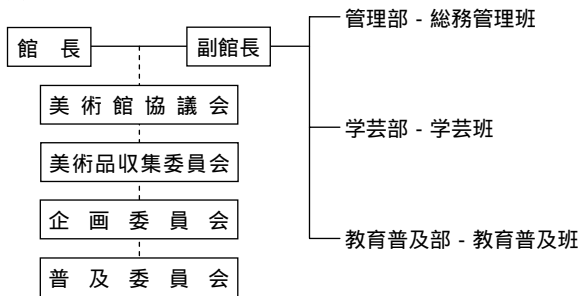 館長
副館長
管理部 - 総務管理班
美術館協議会
学芸部 - 学芸班
美術品収集委員会
企画委員会
教育普及部 - 教育普及班
普及委員会